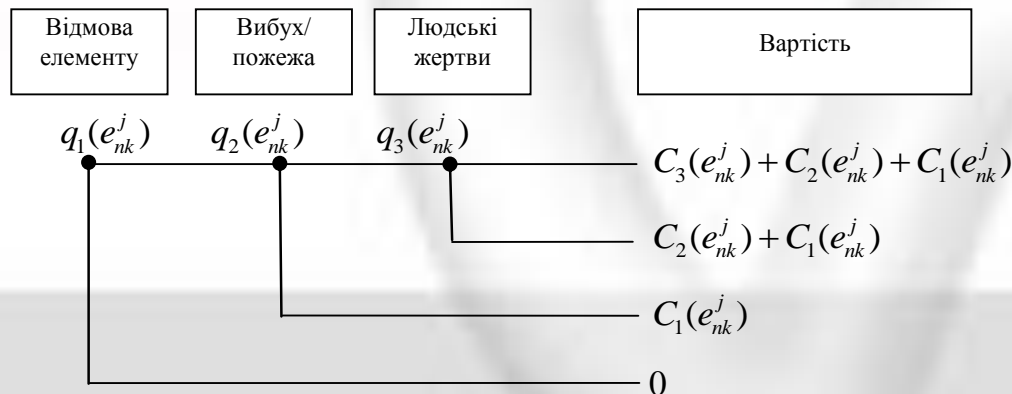 Відмова елементу
Вибух/ пожежа
Людські жертви
Вартість
q₁(eʲₙₖ) q₂(eʲₙₖ) q₃(eʲₙₖ)
C₃(eʲₙₖ) + C₂(eʲₙₖ) + C₁(eʲₙₖ)
C₂(eʲₙₖ) + C₁(eʲₙₖ)
C₁(eʲₙₖ)
0